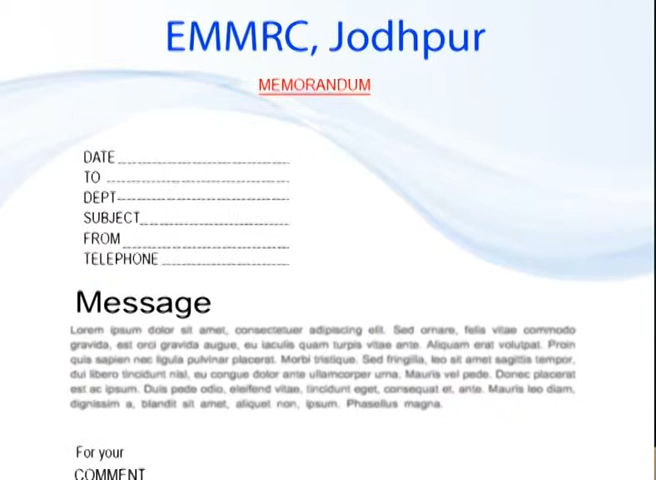 EMMRC, Jodhpur
MEMORANDUM
DATE
TO
DEPT
SUBJECT
FROM
TELEPHONE
Message
Lorem ipsum dolor sit amet, consectetuer adipiscing elit. Sed ornare, felis vitae commodo
gravida, est orci gravida augue, eu iaculis quam turpis vitae ante. Aliquam erat volutpat. Proin
quis sapien nec ligula pulvinar placerat. Morbi tristique. Sed fringilla, leo sit amet sagittis tempor,
dui libero tincidunt nisl, eu congue dolor ante ullamcorper urna. Mauris vel pede. Donec placerat
est ac ipsum. Duis pede odio, eleifend vitae, tincidunt eget, consequat et, ante. Mauris leo diam,
dignissim a, blandit sit amet, aliquet non, ipsum. Phasellus magna.
For your
COMMENT